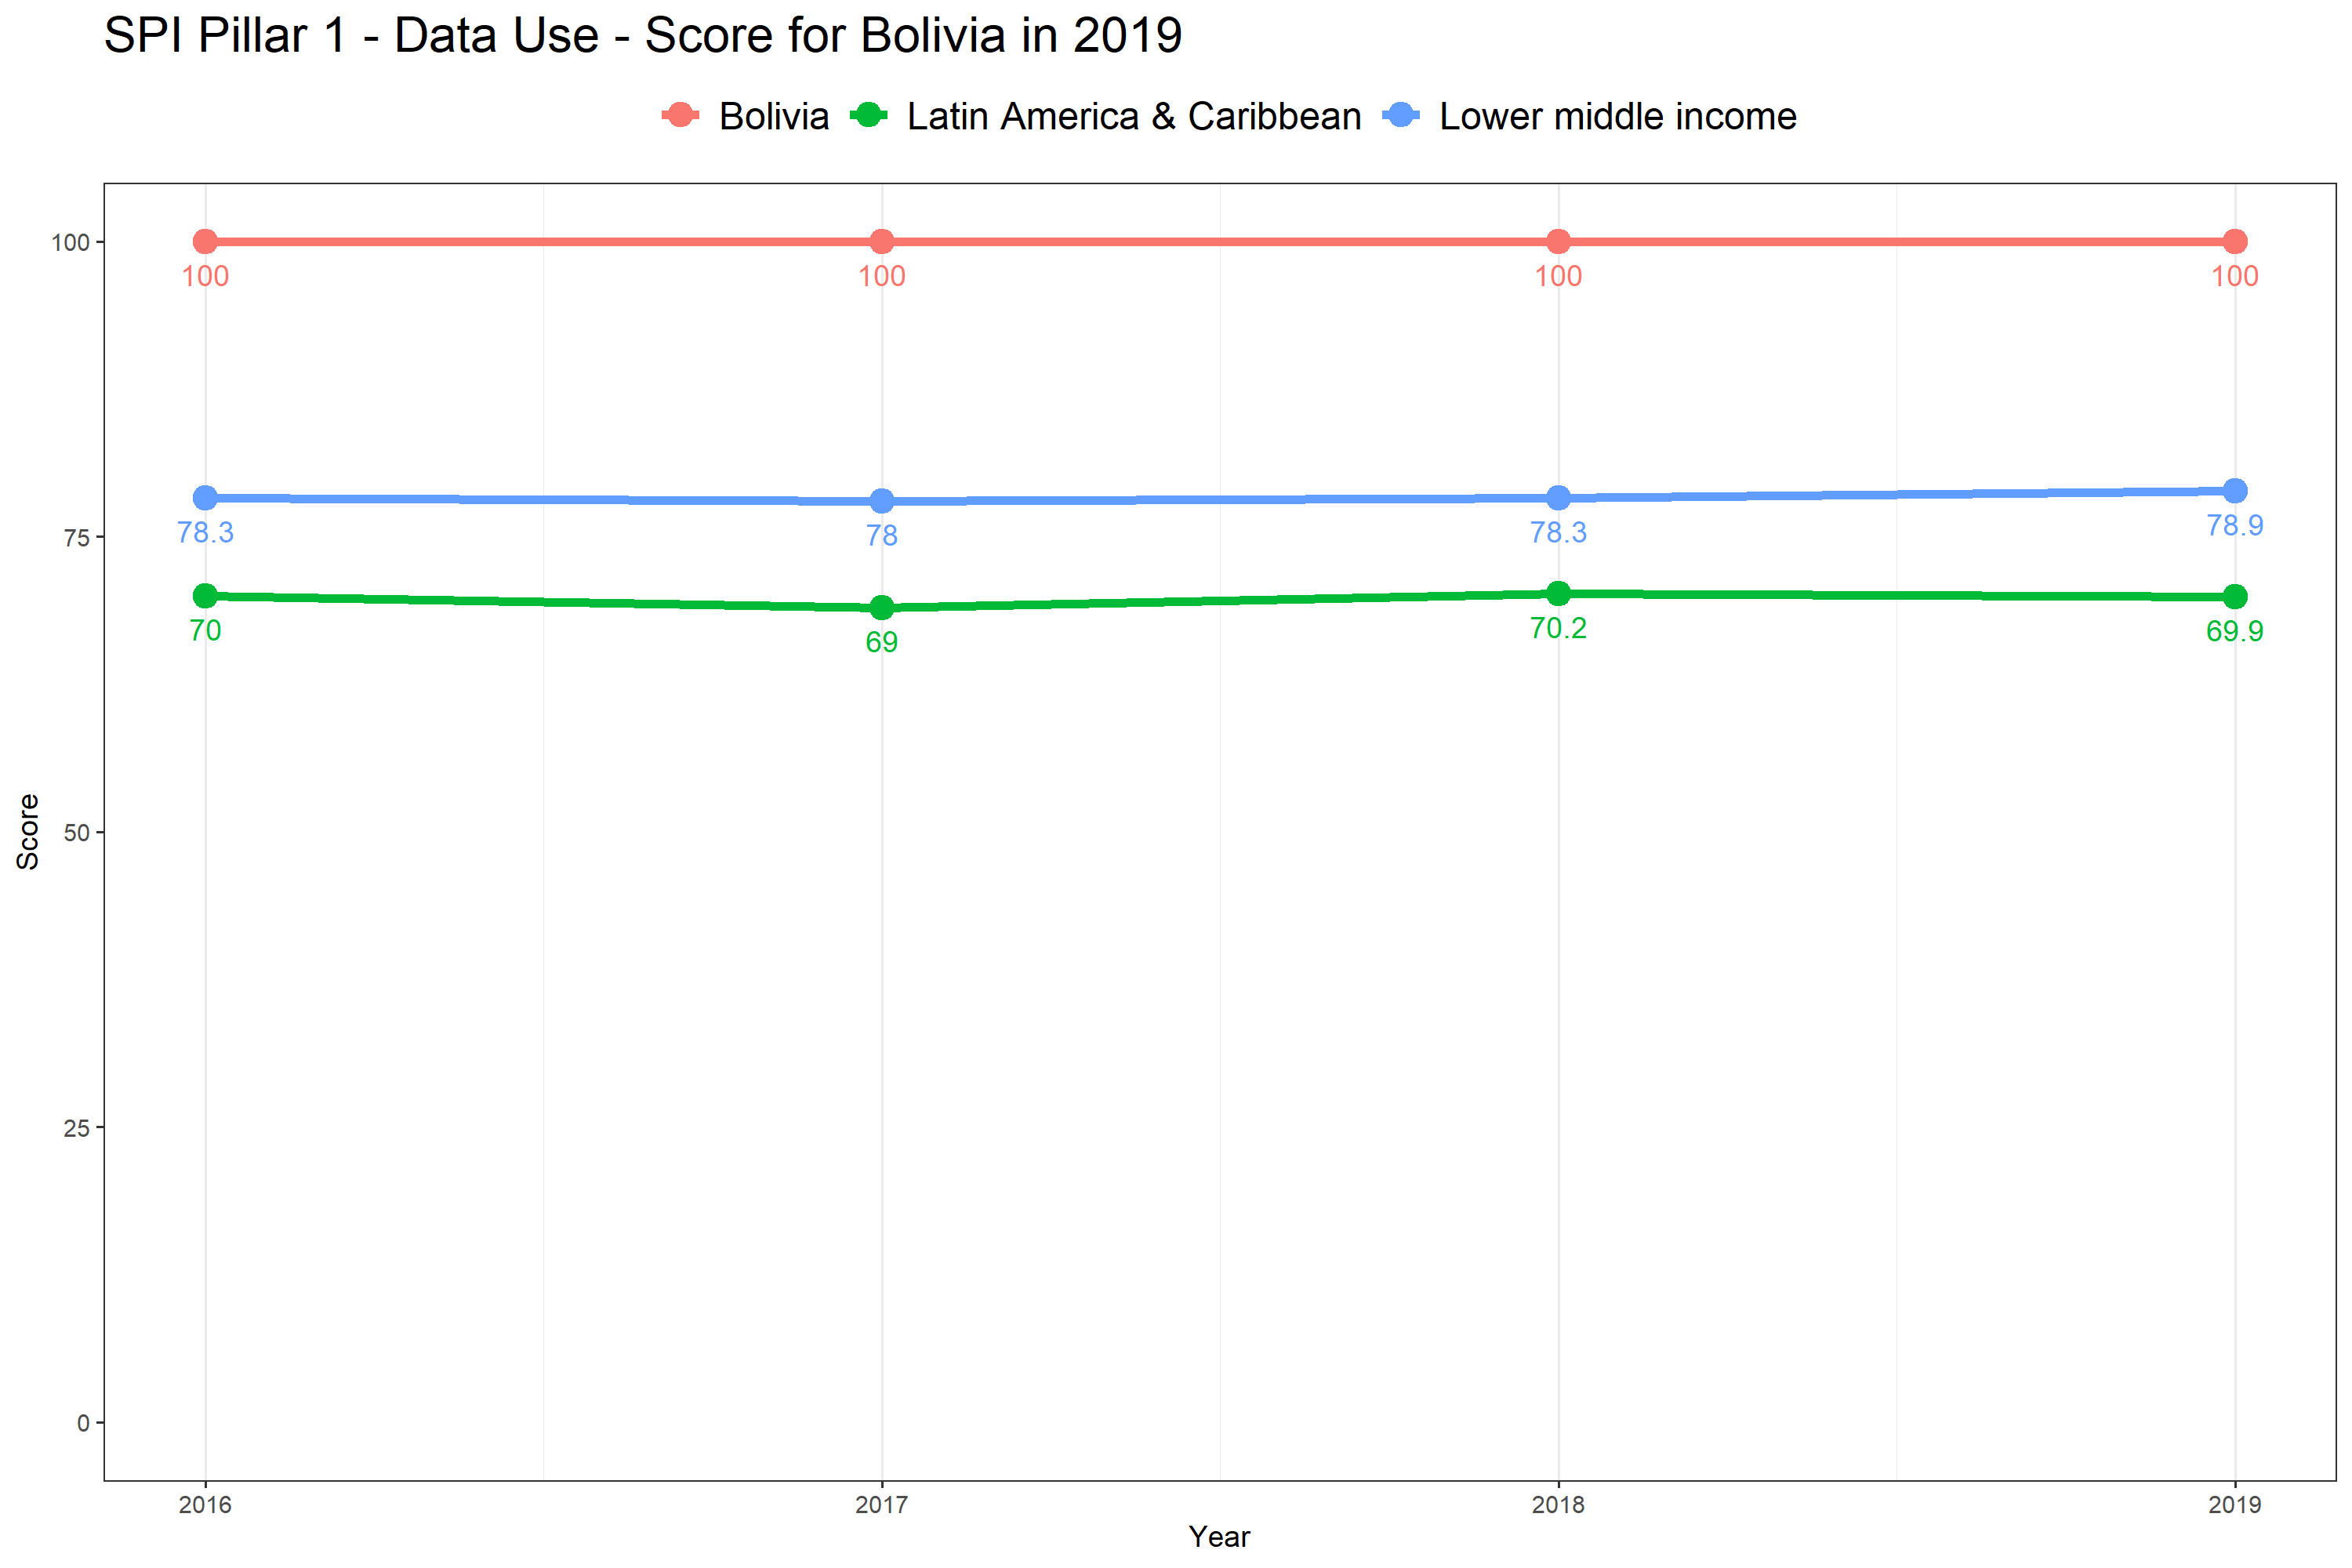 SPI Pillar 1 - Data Use - Score for Bolivia in 2019
Bolivia Latin America & Caribbean Lower middle income
100
100 100 100 100
75
78.3 78 78.3 78.9
70 69 70.2 69.9
50
Score
25
0
2016 2017 2018 2019
Year